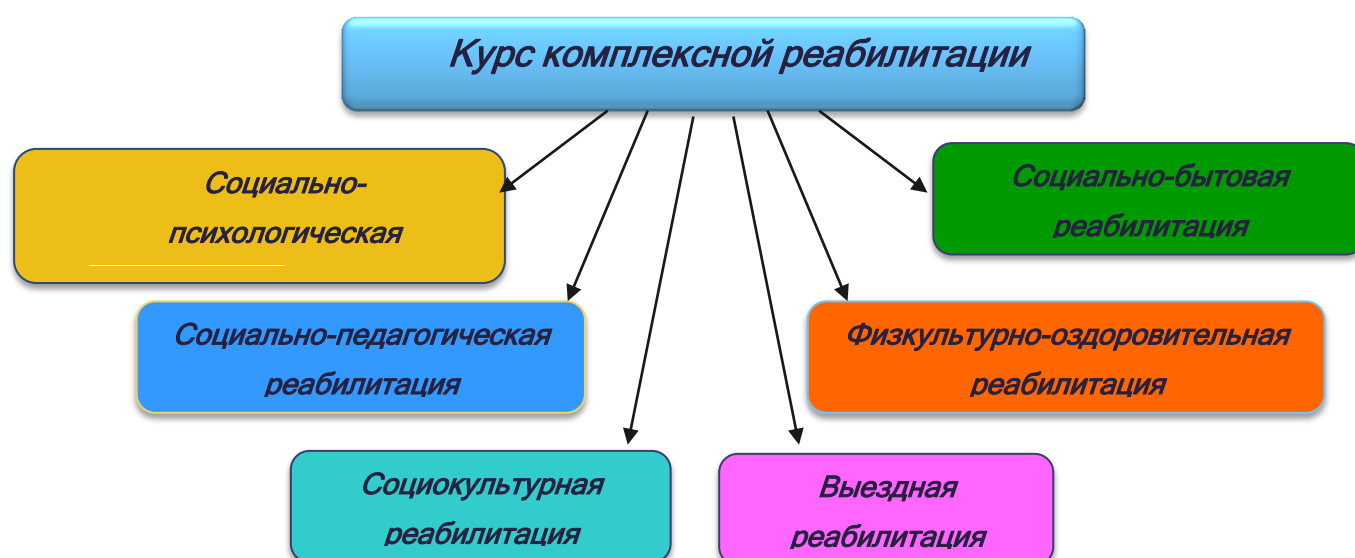 Курс комплексной реабилитации
Социально-
психологическая
Социально-бытовая
реабилитация
Социально-педагогическая
реабилитация
Физкультурно-оздоровительная
реабилитация
Социокультурная
реабилитация
Выездная
реабилитация